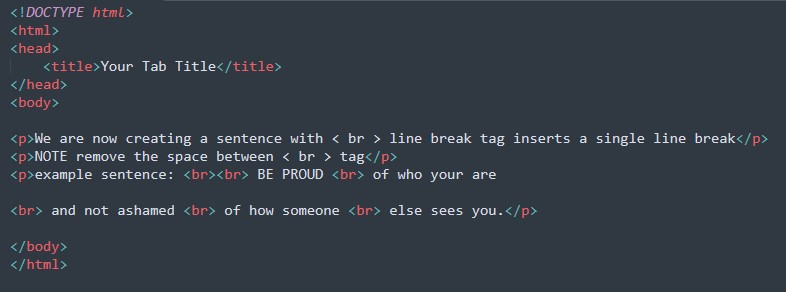 <!DOCTYPE html>
<html>
<head>
    <title>Your Tab Title</title>
</head>
<body>
<p>We are now creating a sentence with < br > line break tag inserts a single line break</p>
<p>NOTE remove the space between < br > tag</p>
<p>example sentence: <br><br> BE PROUD <br> of who your are
<br> and not ashamed <br> of how someone <br> else sees you.</p>
</body>
</html>